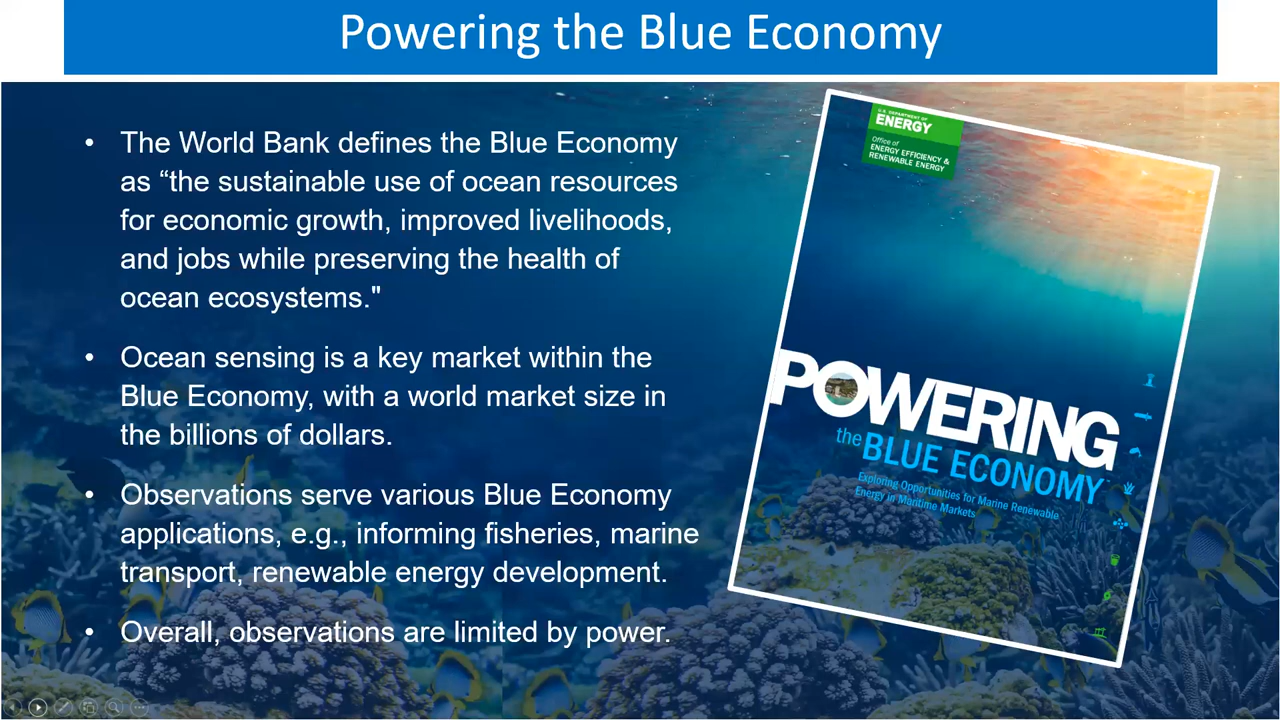 Powering the Blue Economy
• The World Bank defines the Blue Economy
as “the sustainable use of ocean resources
for economic growth, improved livelihoods,
and jobs while preserving the health of
ocean ecosystems."
• Ocean sensing is a key market within the
Blue Economy, with a world market size in
the billions of dollars.
• Observations serve various Blue Economy
applications, e.g., informing fisheries, marine
transport, renewable energy development.
• Overall, observations are limited by power.
U.S. DEPARTMENT OF
ENERGY
Office of
ENERGY EFFICIENCY &
RENEWABLE ENERGY
POWERING
the BLUE ECONOMY
Exploring Opportunities for Marine Renewable
Energy in Maritime Markets